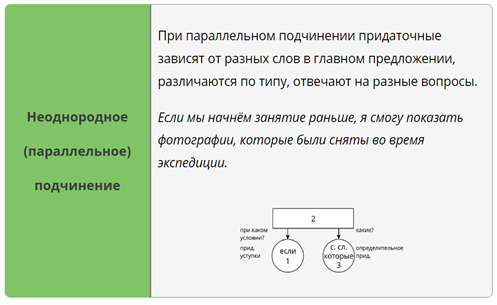 Неоднородное
(параллельное)
подчинение
При параллельном подчинении придаточные
зависят от разных слов в главном предложении,
различаются по типу, отвечают на разные вопросы.
Если мы начнём занятие раньше, я смогу показать
фотографии, которые были сняты во время
экспедиции.
2
при каком
условии?
прид.
уступки
если
1
какие?
с. сл.
которые
3
определительное
прид.